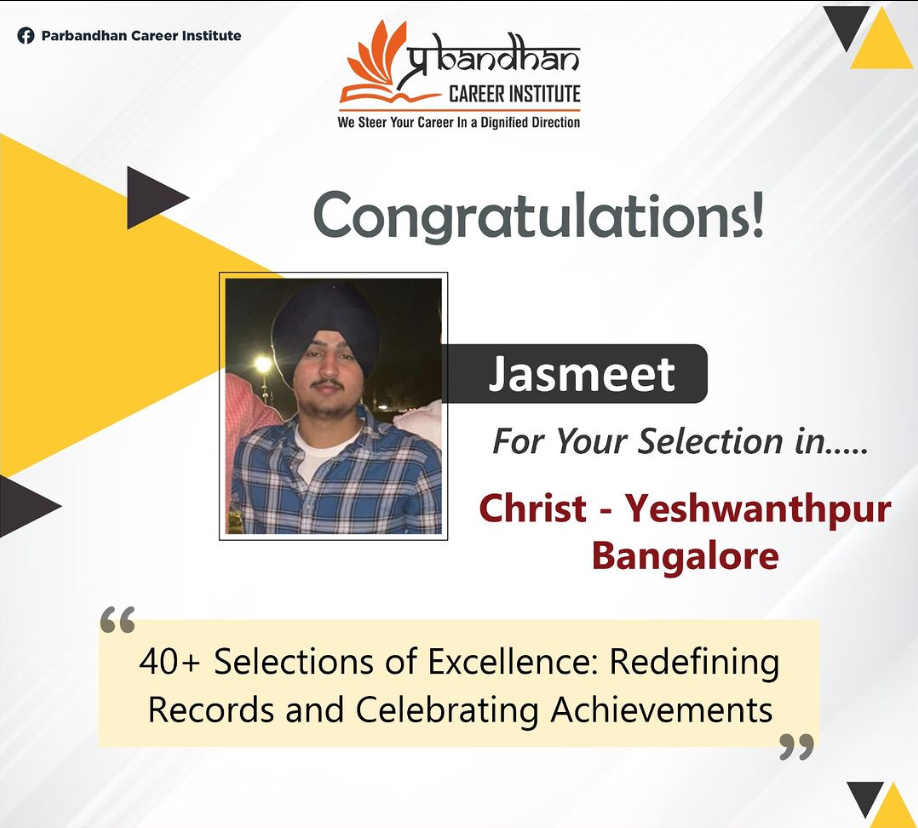 Parbandhan Career Institute
प्रbandhan
CAREER INSTITUTE
We Steer Your Career In a Dignified Direction
Congratulations!
Jasmeet
For Your Selection in.....
Christ - Yeshwanthpur
Bangalore
“
40+ Selections of Excellence: Redefining
Records and Celebrating Achievements
”